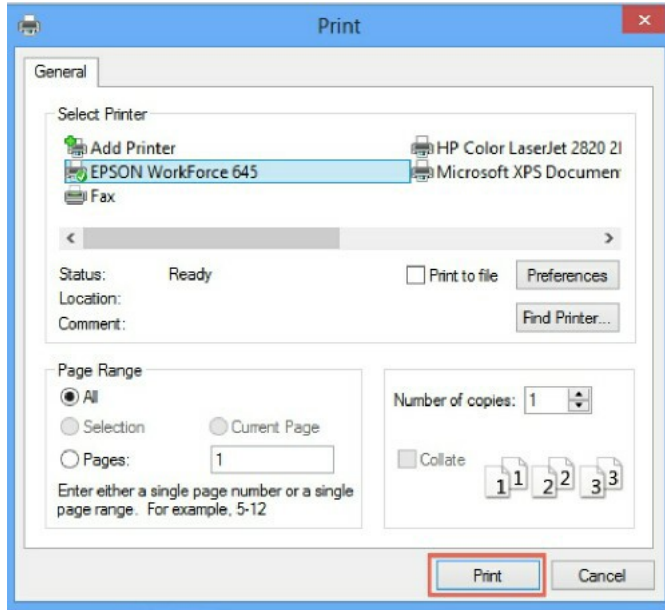 Print
General
Select Printer
Add Printer
HP Color LaserJet 2820 2
EPSON WorkForce 645
Microsoft XPS Documen
Fax
Status: Ready
Print to file
Preferences
Location:
Comment:
Find Printer...
Page Range
All
Number of copies: 1
Selection
Current Page
Pages: 1
Collate
1 1 2 2 3 3
Enter either a single page number or a single
page range. For example, 5-12
Print
Cancel